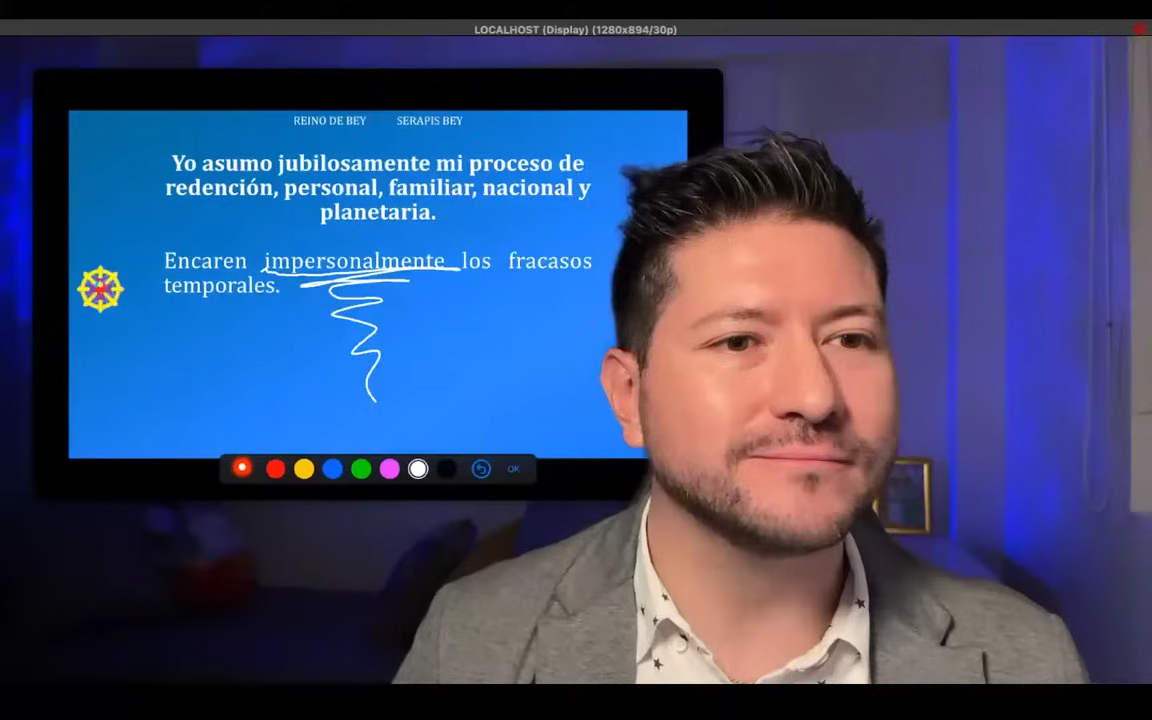 LOCALHOST (Display) (1280x894/30p)
REINO DE BEY SERAPIS BEY
Yo asumo jubilosamente mi proceso de
redención, personal, familiar, nacional y
planetaria.
Encaren impersonalmente los fracasos
temporales.
OK